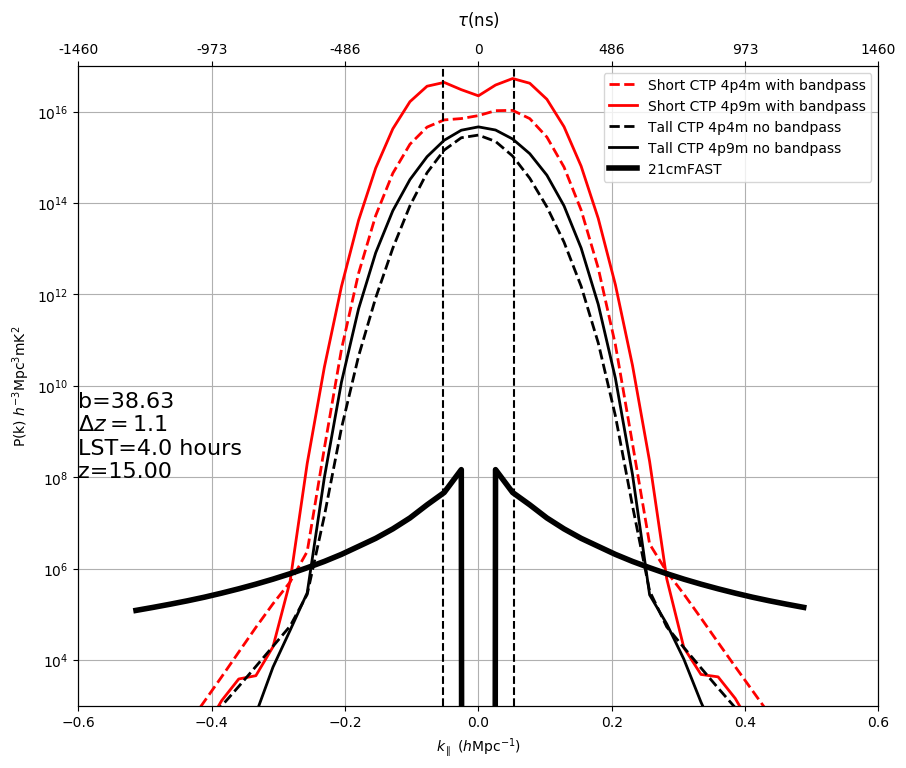 τ(ns)
-1460 -973 -486 0 486 973 1460
Short CTP 4p4m with bandpass
Short CTP 4p9m with bandpass
Tall CTP 4p4m no bandpass
Tall CTP 4p9m no bandpass
21cmFAST
10^16
10^14
10^12
10^10
10^8
10^6
10^4
P(k) h^−3Mpc^3mK^2
b=38.63
Δz = 1.1
LST=4.0 hours
z=15.00
−0.6 −0.4 −0.2 0.0 0.2 0.4 0.6
k_∥ (hMpc^−1)